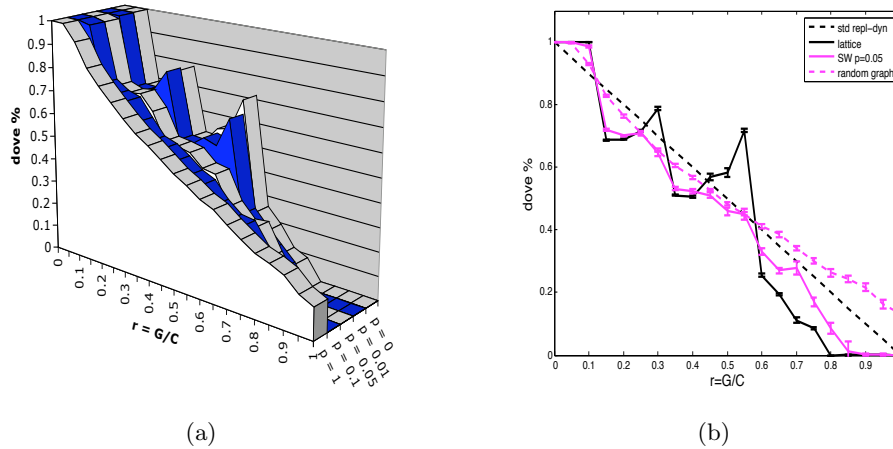 1
0.9
0.8
0.7
0.6
0.5
0.4
0.3
0.2
0.1
0
dove %
0
0.1
0.2
0.3
0.4
0.5
0.6
0.7
0.8
0.9
1
r = G/C
p = 1
p = 0.1
p = 0.05
p = 0.01
p = 0
(a)
std repl-dyn
lattice
SW p=0.05
random graph
1
0.8
0.6
0.4
0.2
0
dove %
0 0.1 0.2 0.3 0.4 0.5 0.6 0.7 0.8 0.9
r=G/C
(b)